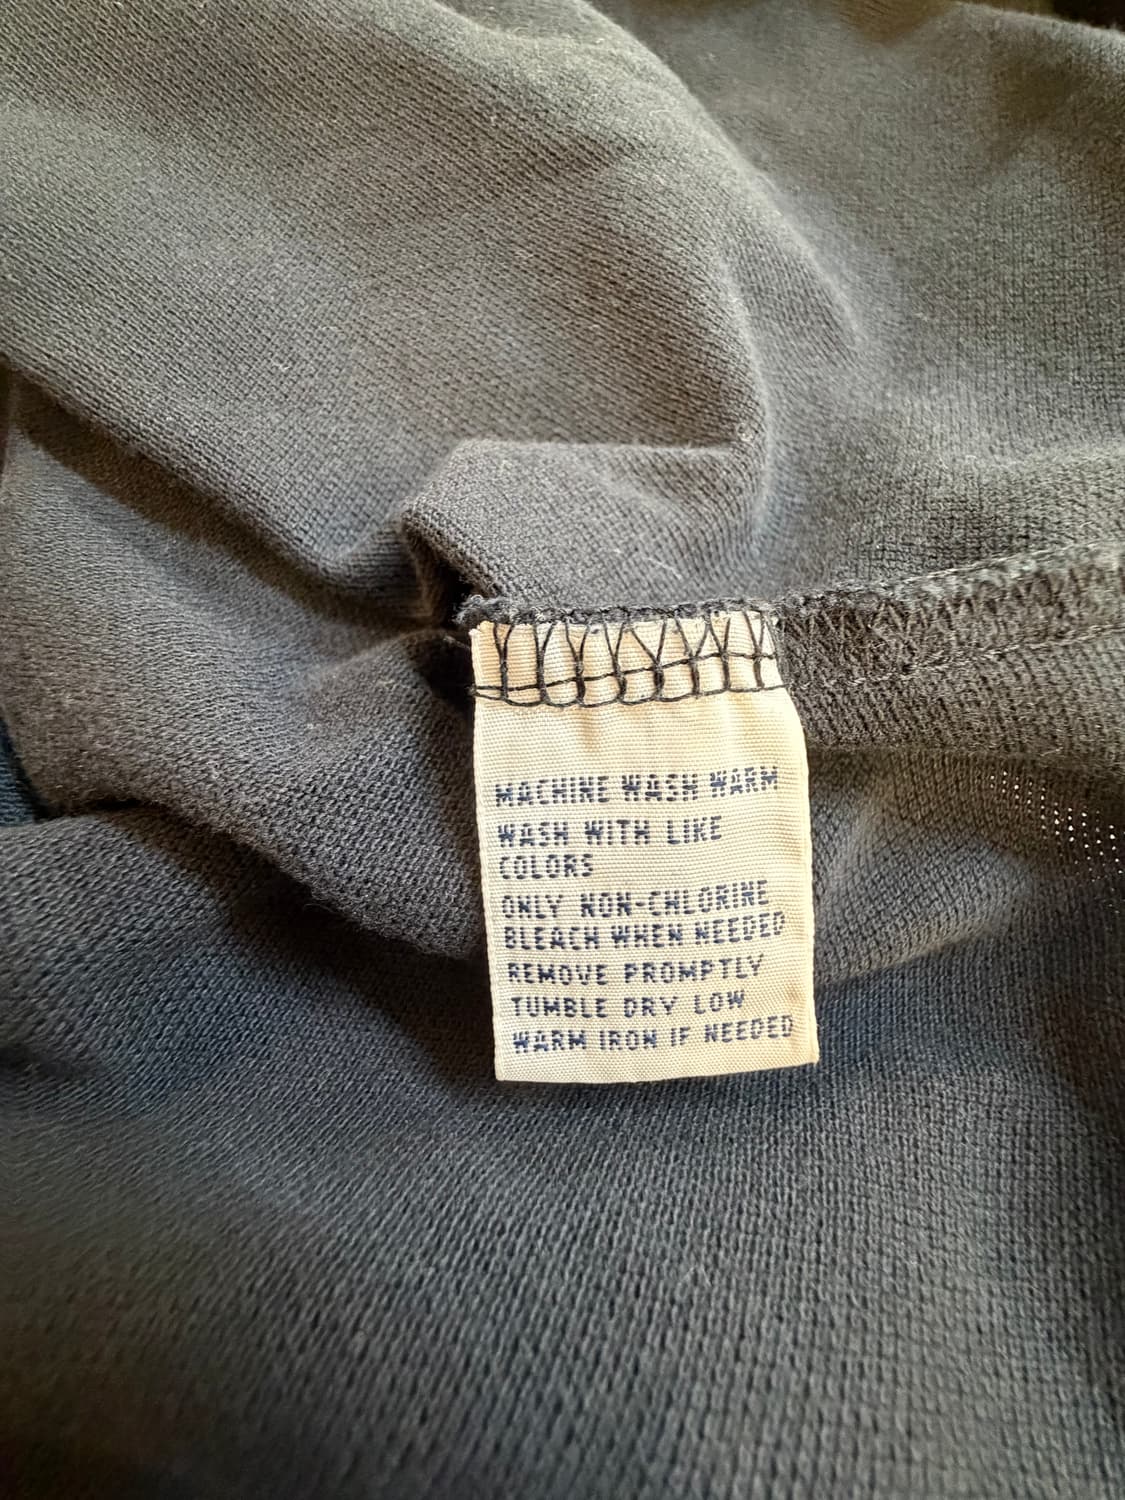 MACHINE WASH WARM
WASH WITH LIKE
COLORS
ONLY NON-CHLORINE
BLEACH WHEN NEEDED
REMOVE PROMPTLY
TUMBLE DRY LOW
WARM IRON IF NEEDED